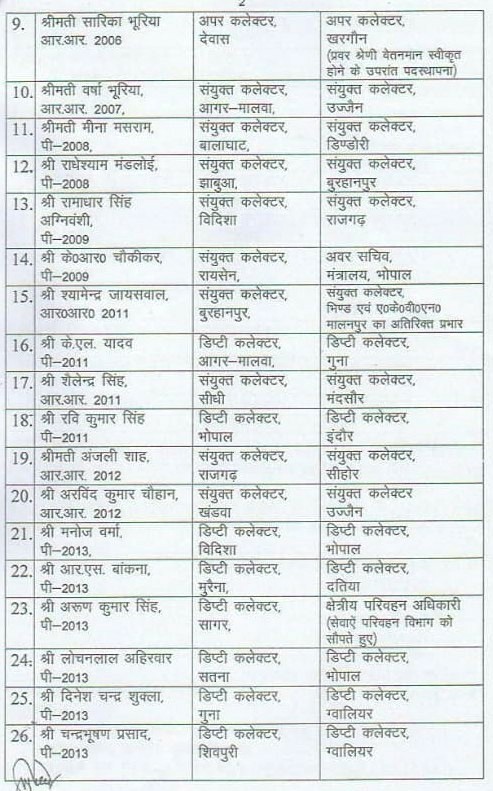 2
9. श्रीमती सारिका भूरिया अपर कलेक्टर, अपर कलेक्टर,
आर.आर. 2006 देवास खरगौन
(प्रवर श्रेणी वेतनमान स्वीकृत
होने के उपरांत पदस्थापना)
10. श्रीमती वर्षा भूरिया, संयुक्त कलेक्टर, संयुक्त कलेक्टर,
आर.आर. 2007, आगर–मालवा, उज्जैन
11. श्रीमती मीना मसराम, संयुक्त कलेक्टर, संयुक्त कलेक्टर,
पी–2008, बालाघाट, डिण्डोरी
12. श्री राधेश्याम मंडलोई, संयुक्त कलेक्टर, संयुक्त कलेक्टर,
पी–2008 झाबुआ, बुरहानपुर
13. श्री रामाधार सिंह संयुक्त कलेक्टर, संयुक्त कलेक्टर,
अग्निवंशी, विदिशा राजगढ़
पी–2009
14. श्री के0आर0 चौकीकर, संयुक्त कलेक्टर, अवर सचिव,
पी–2009 रायसेन, मंत्रालय, भोपाल
15. श्री श्यामेन्द्र जायसवाल, संयुक्त कलेक्टर, संयुक्त कलेक्टर,
आर0आर0 2011 बुरहानपुर, भिण्ड एवं ए0के0वी0एन0
मालनपुर का अतिरिक्त प्रभार
16. श्री के.एल. यादव डिप्टी कलेक्टर, डिप्टी कलेक्टर,
पी–2011 आगर–मालवा, गुना
17. श्री शैलेन्द्र सिंह, संयुक्त कलेक्टर, संयुक्त कलेक्टर,
आर.आर. 2011 सीधी मंदसौर
18. श्री रवि कुमार सिंह डिप्टी कलेक्टर, डिप्टी कलेक्टर,
पी–2011 भोपाल इंदौर
19. श्रीमती अंजली शाह, संयुक्त कलेक्टर, संयुक्त कलेक्टर,
आर.आर. 2012 राजगढ़ सीहोर
20. श्री अरविंद कुमार चौहान, संयुक्त कलेक्टर, संयुक्त कलेक्टर
आर.आर. 2012 खंडवा उज्जैन
21. श्री मनोज वर्मा, डिप्टी कलेक्टर, डिप्टी कलेक्टर,
पी–2013, विदिशा भोपाल
22. श्री आर.एस. बांकना, डिप्टी कलेक्टर, डिप्टी कलेक्टर,
पी–2013 मुरैना, दतिया
23. श्री अरूण कुमार सिंह, डिप्टी कलेक्टर, क्षेत्रीय परिवहन अधिकारी
पी–2013 सागर, (सेवाऐं परिवहन विभाग को
सौपते हुए)
24. श्री लोचनलाल अहिरवार डिप्टी कलेक्टर, डिप्टी कलेक्टर,
पी–2013 सतना भोपाल
25. श्री दिनेश चन्द्र शुक्ला, डिप्टी कलेक्टर, डिप्टी कलेक्टर,
पी–2013 गुना ग्वालियर
26. श्री चन्द्रभूषण प्रसाद, डिप्टी कलेक्टर, डिप्टी कलेक्टर,
पी–2013 शिवपुरी ग्वालियर